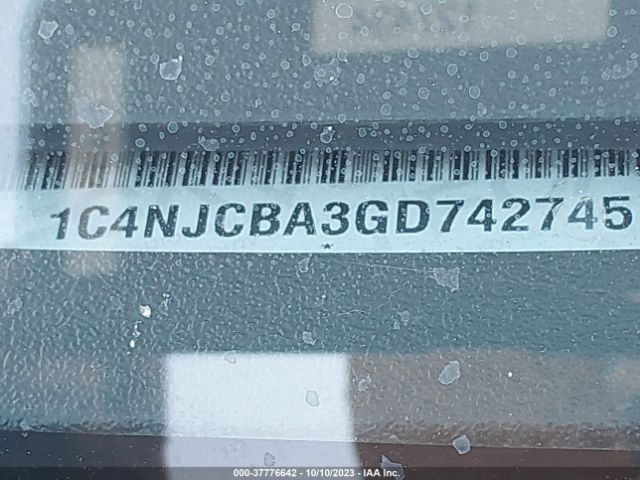 1C4NJCBA3GD742745
000-37776642 | 10/10/2023 - IAA Inc.